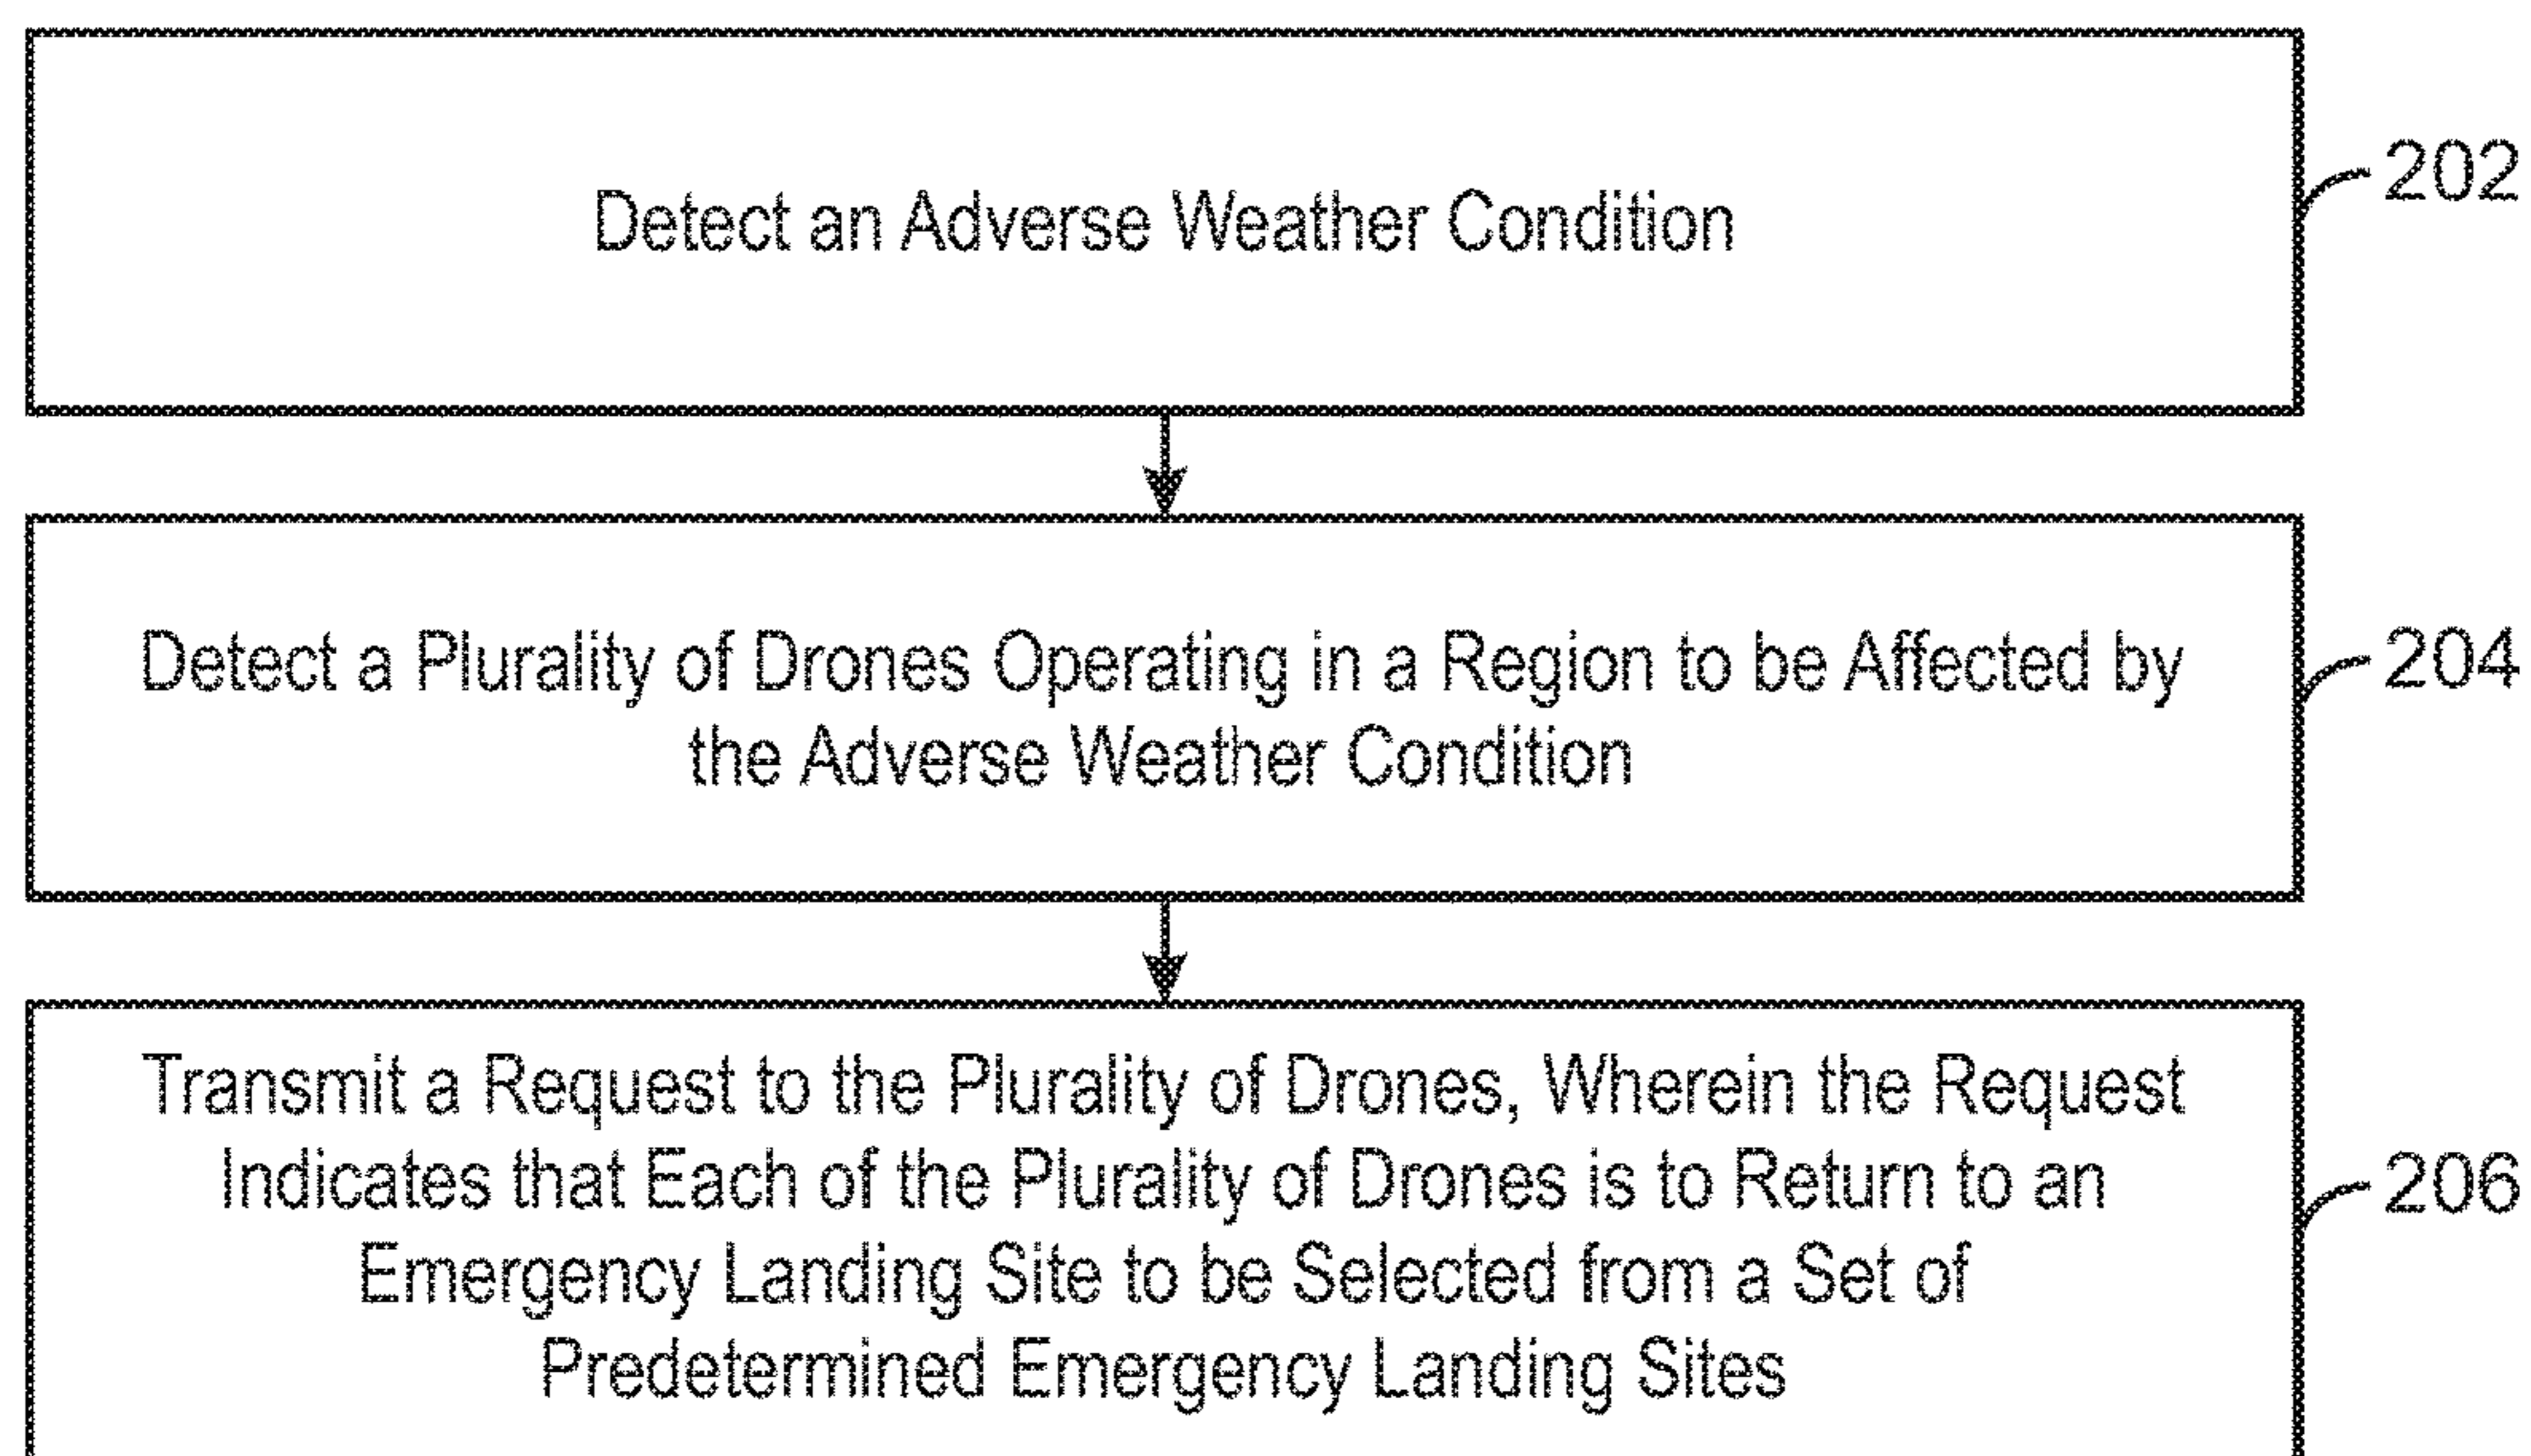 Detect an Adverse Weather Condition
202
Detect a Plurality of Drones Operating in a Region to be Affected by
the Adverse Weather Condition
204
Transmit a Request to the Plurality of Drones, Wherein the Request
Indicates that Each of the Plurality of Drones is to Return to an
Emergency Landing Site to be Selected from a Set of
Predetermined Emergency Landing Sites
206